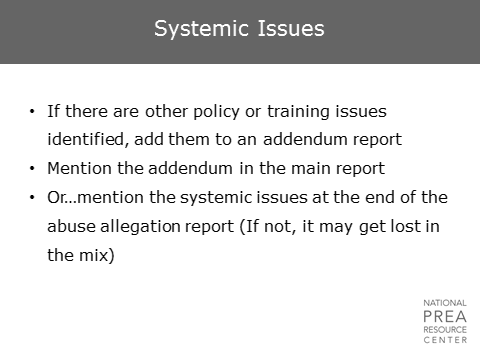 Systemic Issues
• If there are other policy or training issues
identified, add them to an addendum report
• Mention the addendum in the main report
• Or…mention the systemic issues at the end of the
abuse allegation report (If not, it may get lost in
the mix)
NATIONAL
PREA
RESOURCE
CENTER